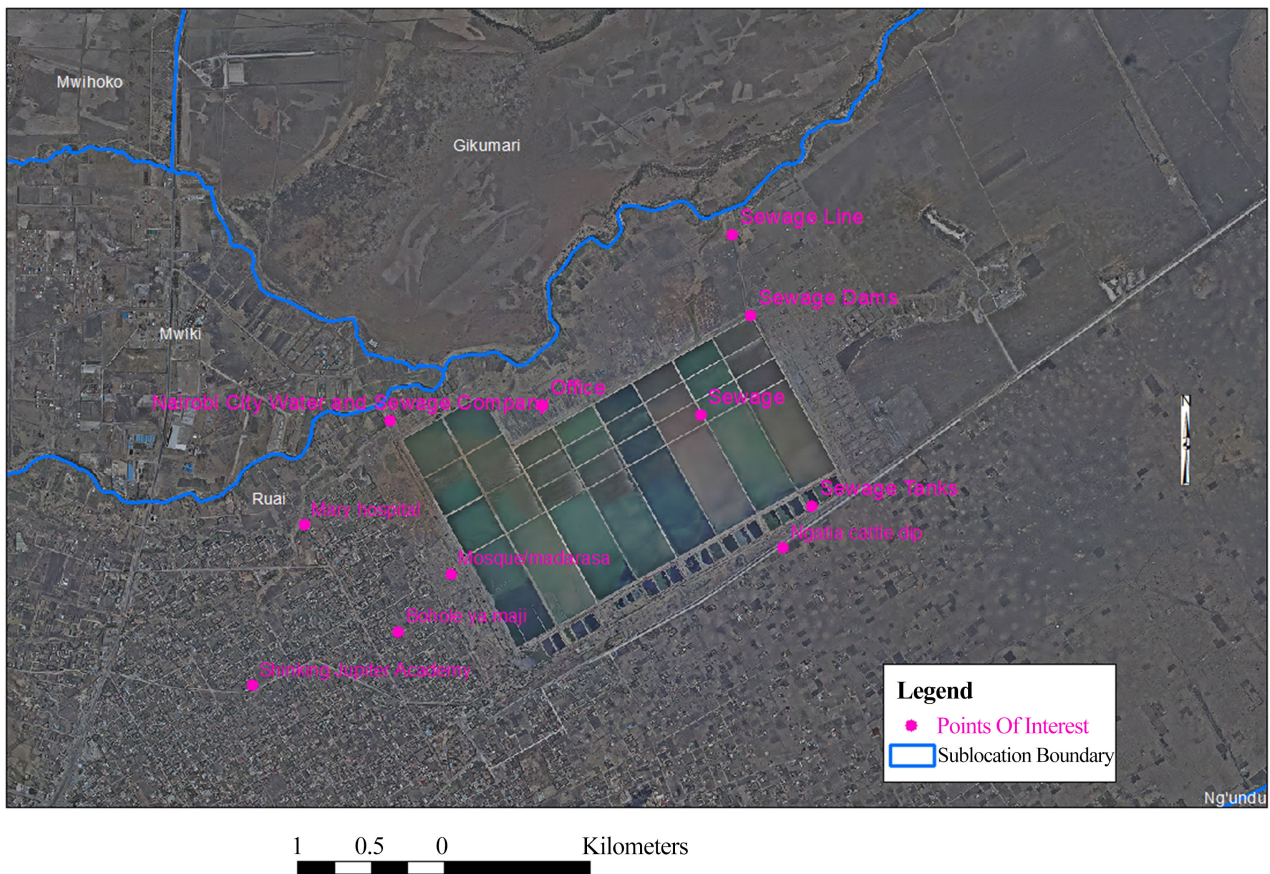 Mwihoko
Gikumari
Sewage Line
Sewage Dams
Mwiki
Office
Nairobi City Water and Sewage Company
Sewage
Ruai
Mary hospital
Sewage Tanks
Ngatia cattle dip
Mosque/madarasa
Bohole ya maji
Shinking Jupiter Academy
Legend
Points Of Interest
Sublocation Boundary
Ng'undu
1 0.5 0 Kilometers